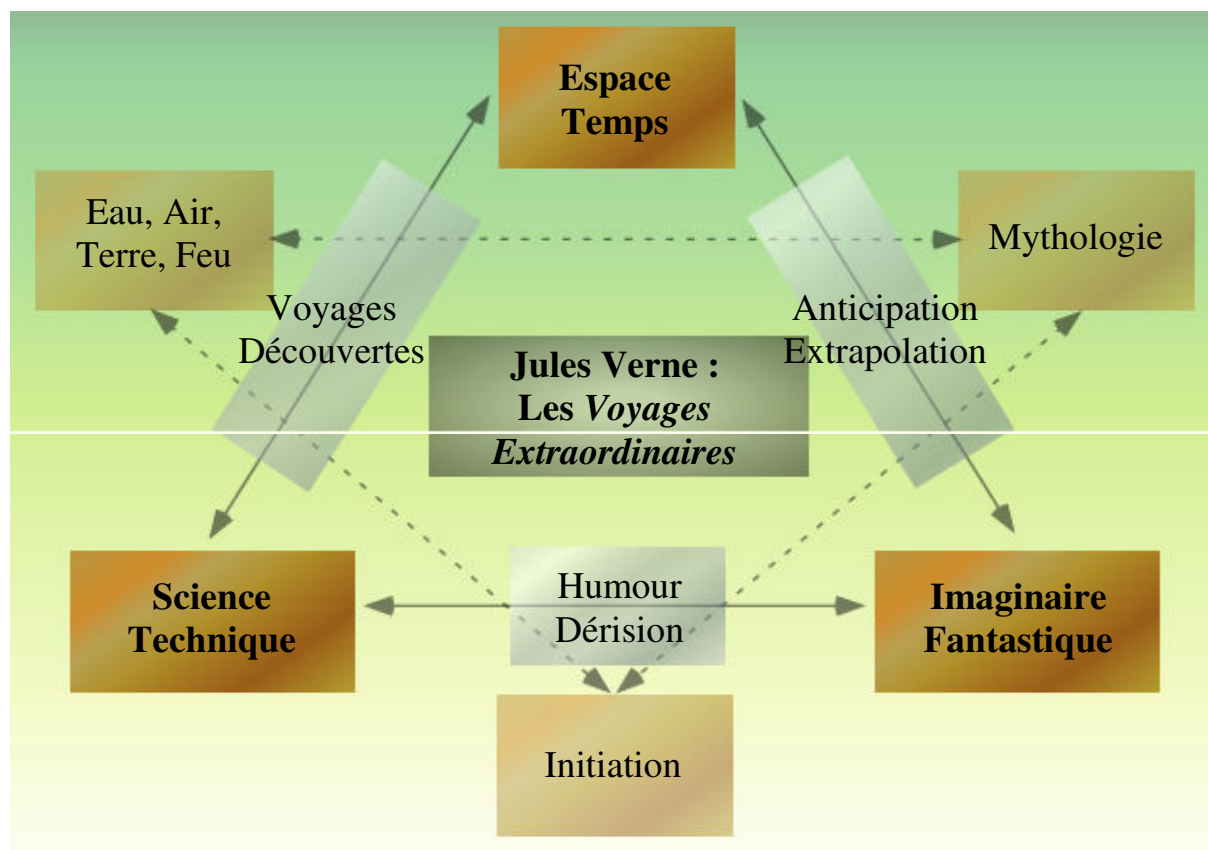 Espace
Temps
Eau, Air,
Terre, Feu
Mythologie
Voyages
Découvertes
Anticipation
Extrapolation
Jules Verne :
Les Voyages
Extraordinaires
Science
Technique
Humour
Dérision
Imaginaire
Fantastique
Initiation